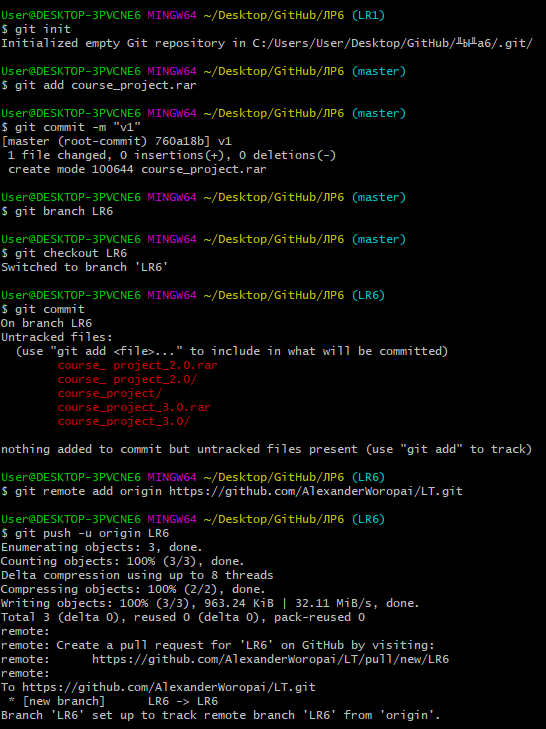 User@DESKTOP-3PVCNE6 MINGW64 ~/Desktop/GitHub/ЛР6 (LR1)
$ git init
Initialized empty Git repository in C:/Users/User/Desktop/GitHub/╨Ы╨а6/.git/
User@DESKTOP-3PVCNE6 MINGW64 ~/Desktop/GitHub/ЛР6 (master)
$ git add course_project.rar
User@DESKTOP-3PVCNE6 MINGW64 ~/Desktop/GitHub/ЛР6 (master)
$ git commit -m "v1"
[master (root-commit) 760a18b] v1
 1 file changed, 0 insertions(+), 0 deletions(-)
 create mode 100644 course_project.rar
User@DESKTOP-3PVCNE6 MINGW64 ~/Desktop/GitHub/ЛР6 (master)
$ git branch LR6
User@DESKTOP-3PVCNE6 MINGW64 ~/Desktop/GitHub/ЛР6 (master)
$ git checkout LR6
Switched to branch 'LR6'
User@DESKTOP-3PVCNE6 MINGW64 ~/Desktop/GitHub/ЛР6 (LR6)
$ git commit
On branch LR6
Untracked files:
  (use "git add <file>..." to include in what will be committed)
        course_ project_2.0.rar
        course_ project_2.0/
        course_project/
        course_project_3.0.rar
        course_project_3.0/
nothing added to commit but untracked files present (use "git add" to track)
User@DESKTOP-3PVCNE6 MINGW64 ~/Desktop/GitHub/ЛР6 (LR6)
$ git remote add origin https://github.com/AlexanderWoropai/LT.git
User@DESKTOP-3PVCNE6 MINGW64 ~/Desktop/GitHub/ЛР6 (LR6)
$ git push -u origin LR6
Enumerating objects: 3, done.
Counting objects: 100% (3/3), done.
Delta compression using up to 8 threads
Compressing objects: 100% (2/2), done.
Writing objects: 100% (3/3), 963.24 KiB | 32.11 MiB/s, done.
Total 3 (delta 0), reused 0 (delta 0), pack-reused 0
remote:
remote: Create a pull request for 'LR6' on GitHub by visiting:
remote:      https://github.com/AlexanderWoropai/LT/pull/new/LR6
remote:
To https://github.com/AlexanderWoropai/LT.git
 * [new branch]      LR6 -> LR6
Branch 'LR6' set up to track remote branch 'LR6' from 'origin'.